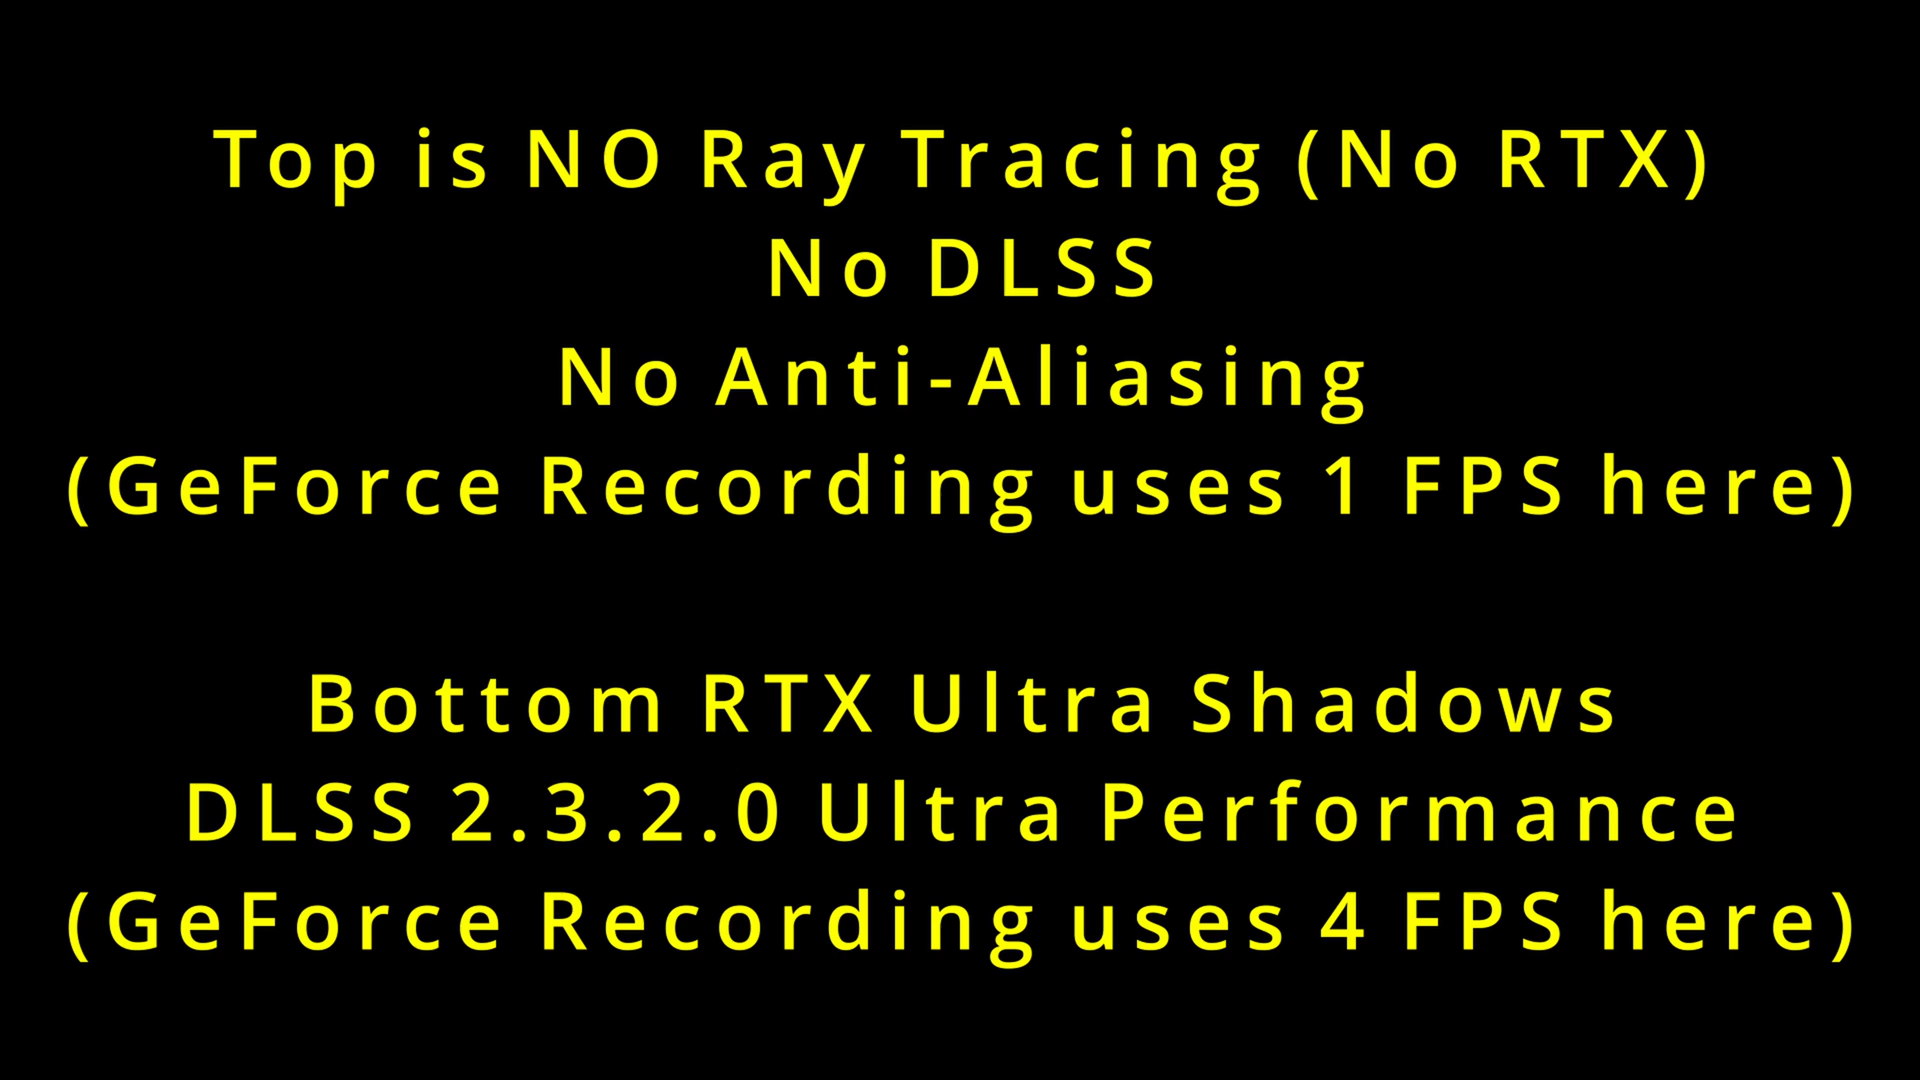 Top is NO Ray Tracing (No RTX)
No DLSS
No Anti-Aliasing
(GeForce Recording uses 1 FPS here)
Bottom RTX Ultra Shadows
DLSS 2.3.2.0 Ultra Performance
(GeForce Recording uses 4 FPS here)